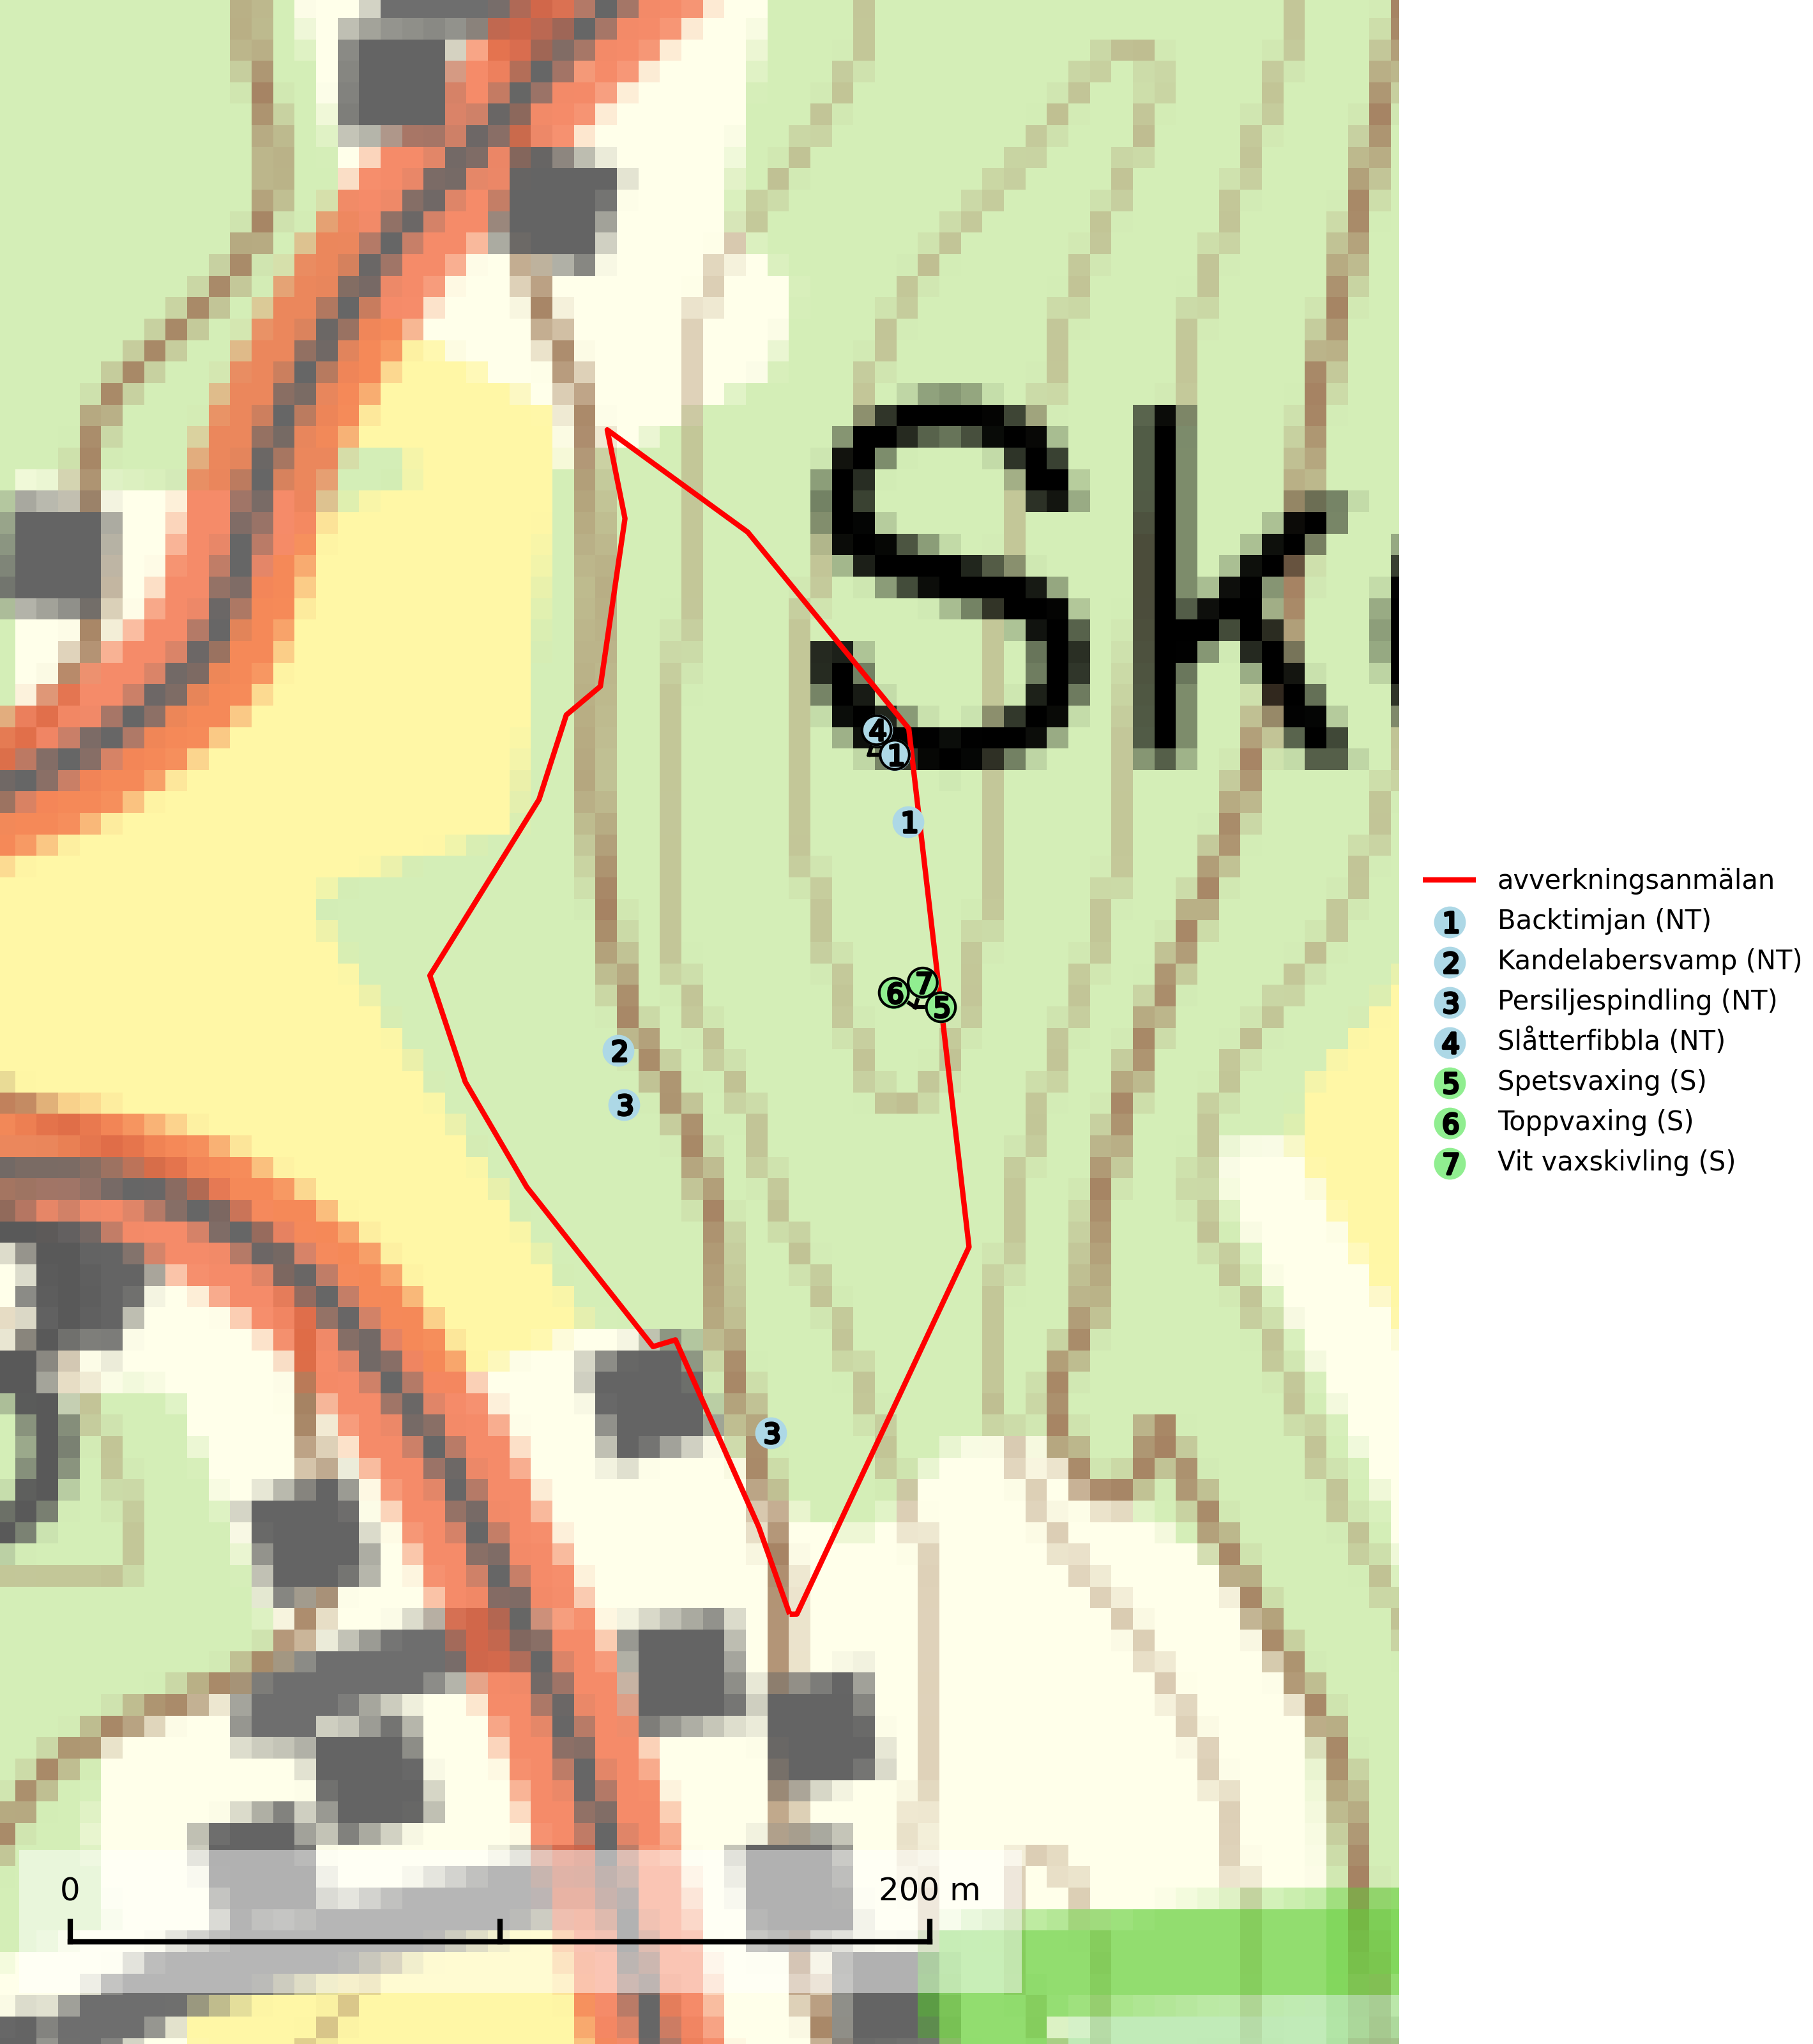 Sk
4
1
1
7
6
5
2
3
3
0 200 m
avverkningsanmälan
1 Backtimjan (NT)
2 Kandelabersvamp (NT)
3 Persiljespindling (NT)
4 Slåtterfibbla (NT)
5 Spetsvaxing (S)
6 Toppvaxing (S)
7 Vit vaxskivling (S)